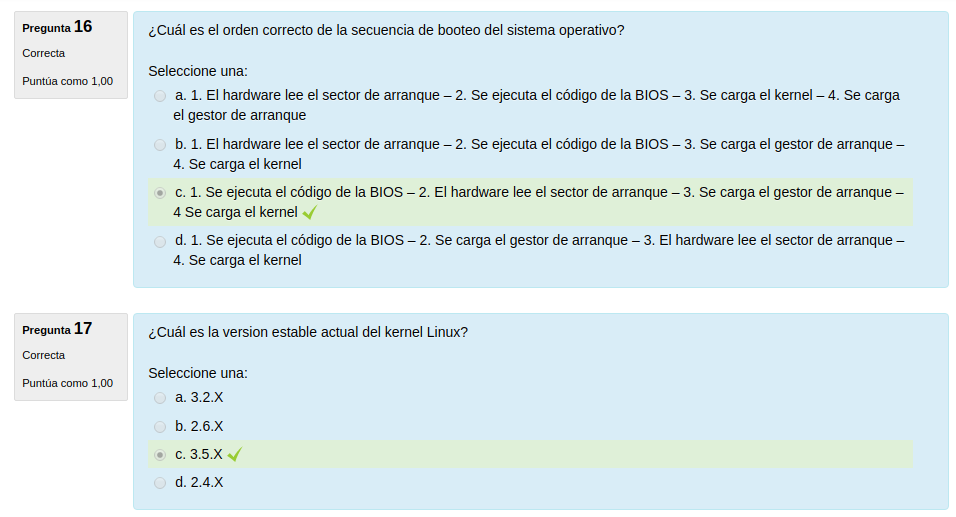 Pregunta 16
Correcta
Puntúa como 1,00
¿Cuál es el orden correcto de la secuencia de booteo del sistema operativo?
Seleccione una:
a. 1. El hardware lee el sector de arranque – 2. Se ejecuta el código de la BIOS – 3. Se carga el kernel – 4. Se carga
el gestor de arranque
b. 1. El hardware lee el sector de arranque – 2. Se ejecuta el código de la BIOS – 3. Se carga el gestor de arranque –
4. Se carga el kernel
c. 1. Se ejecuta el código de la BIOS – 2. El hardware lee el sector de arranque – 3. Se carga el gestor de arranque –
4 Se carga el kernel
d. 1. Se ejecuta el código de la BIOS – 2. Se carga el gestor de arranque – 3. El hardware lee el sector de arranque –
4. Se carga el kernel
Pregunta 17
Correcta
Puntúa como 1,00
¿Cuál es la version estable actual del kernel Linux?
Seleccione una:
a. 3.2.X
b. 2.6.X
c. 3.5.X
d. 2.4.X